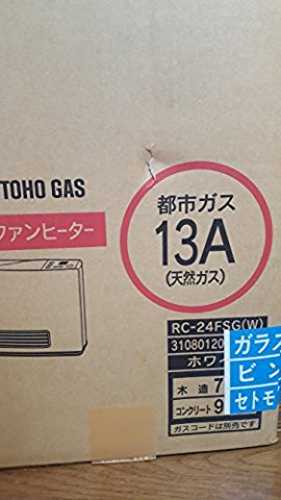 TOHO GAS
都市ガス
ファンヒーター
13A
(天然ガス)
RC-24FSG(W)
31080120
ガラス
ホワイ
ビン
木造 7
セトモ
コンクリート 9
ガスコードは別売です